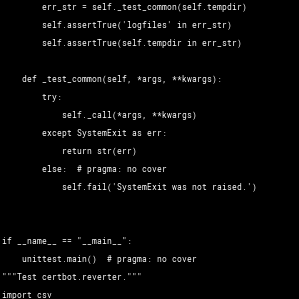 err_str = self._test_common(self.tempdir)
self.assertTrue('logfiles' in err_str)
self.assertTrue(self.tempdir in err_str)
def _test_common(self, *args, **kwargs):
try:
self._call(*args, **kwargs)
except SystemExit as err:
return str(err)
else:  # pragma: no cover
self.fail('SystemExit was not raised.')
if __name__ == "__main__":
unittest.main()  # pragma: no cover
"""Test certbot.reverter."""
import csv